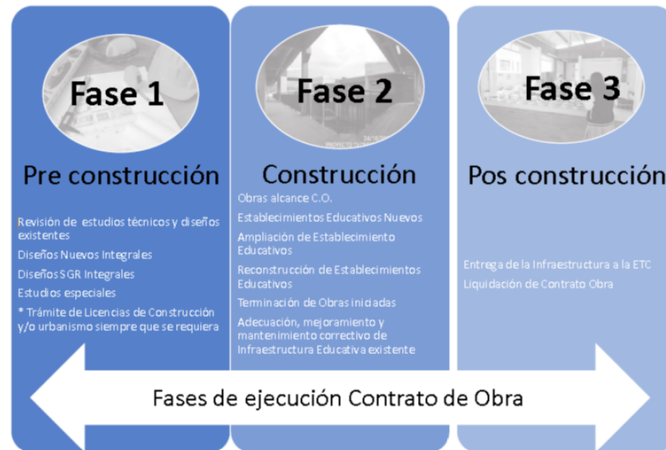 Fase 1
Pre construcción
Revisión de estudios técnicos y diseños
existentes
Diseños Nuevos Integrales
Diseños SGR Integrales
Estudios especiales
* Trámite de Licencias de Construcción
y/o urbanismo siempre que se requiera
Fase 2
Construcción
Obras alcance C.O.
Establecimientos Educativos Nuevos
Ampliación de Establecimiento
Educativos
Reconstrucción de Establecimientos
Educativos
Terminación de Obras iniciadas
Adecuación, mejoramiento y
mantenimiento correctivo de
Infraestructura Educativa existente
Fase 3
Pos construcción
Entrega de la Infraestructura a la ETC
Liquidación de Contrato Obra
Fases de ejecución Contrato de Obra